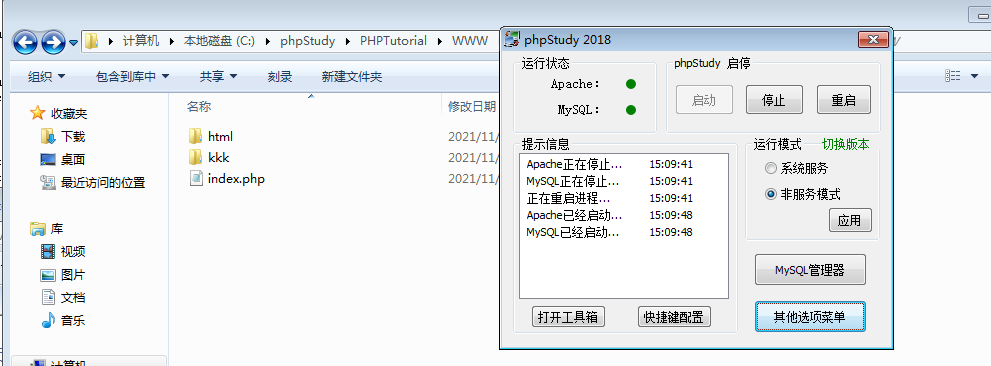 计算机 本地磁盘 (C:) phpStudy PHPTutorial WWW
组织 包含到库中 共享 刻录 新建文件夹
收藏夹
下载
桌面
最近访问的位置
库
视频
图片
文档
音乐
计算机
名称 修改日期
html 2021/11/
kkk 2021/11/
index.php 2021/11/
phpStudy 2018
运行状态
Apache:
MySQL:
phpStudy 启停
启动 停止 重启
提示信息
Apache正在停止... 15:09:41
MySQL正在停止... 15:09:41
正在重启进程... 15:09:41
Apache已经启动... 15:09:48
MySQL已经启动... 15:09:48
打开工具箱 快捷键配置
运行模式 切换版本
系统服务
非服务模式
应用
MySQL管理器
其他选项菜单